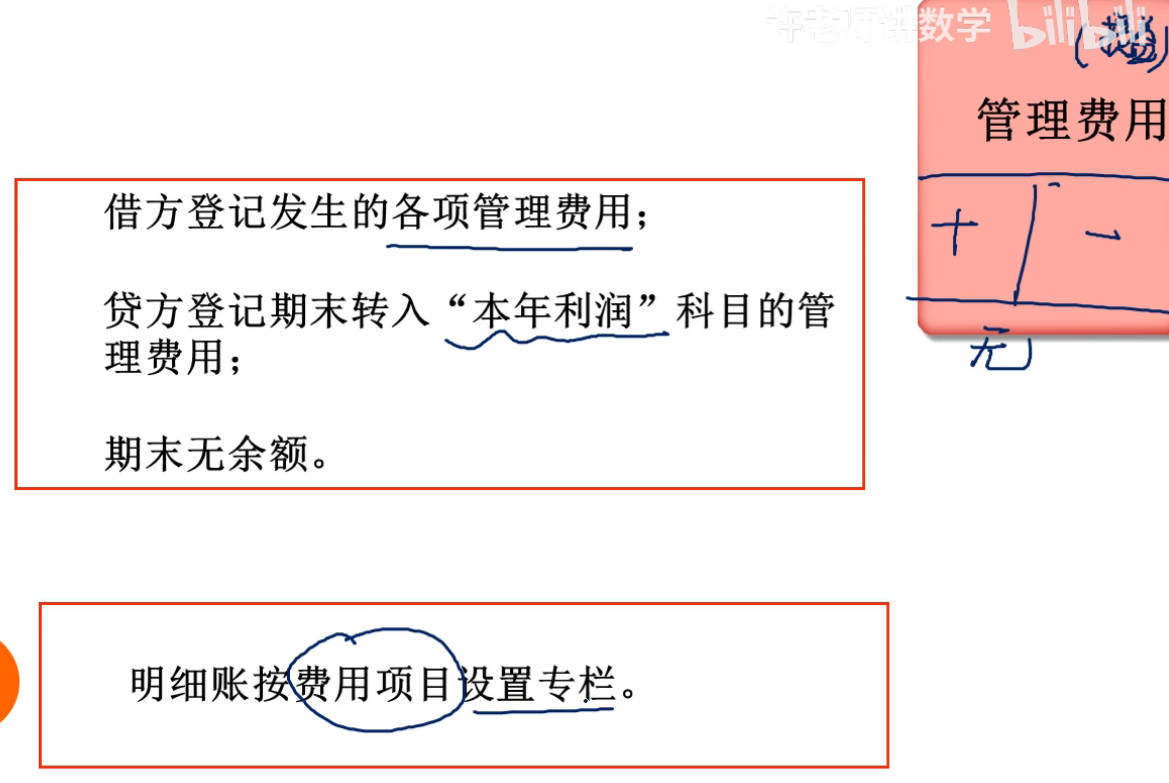 许老师讲数学 bilibili
管理费用
+ -
无
借方登记发生的各项管理费用；
贷方登记期末转入“本年利润”科目的管
理费用；
期末无余额。
明细账按费用项目设置专栏。